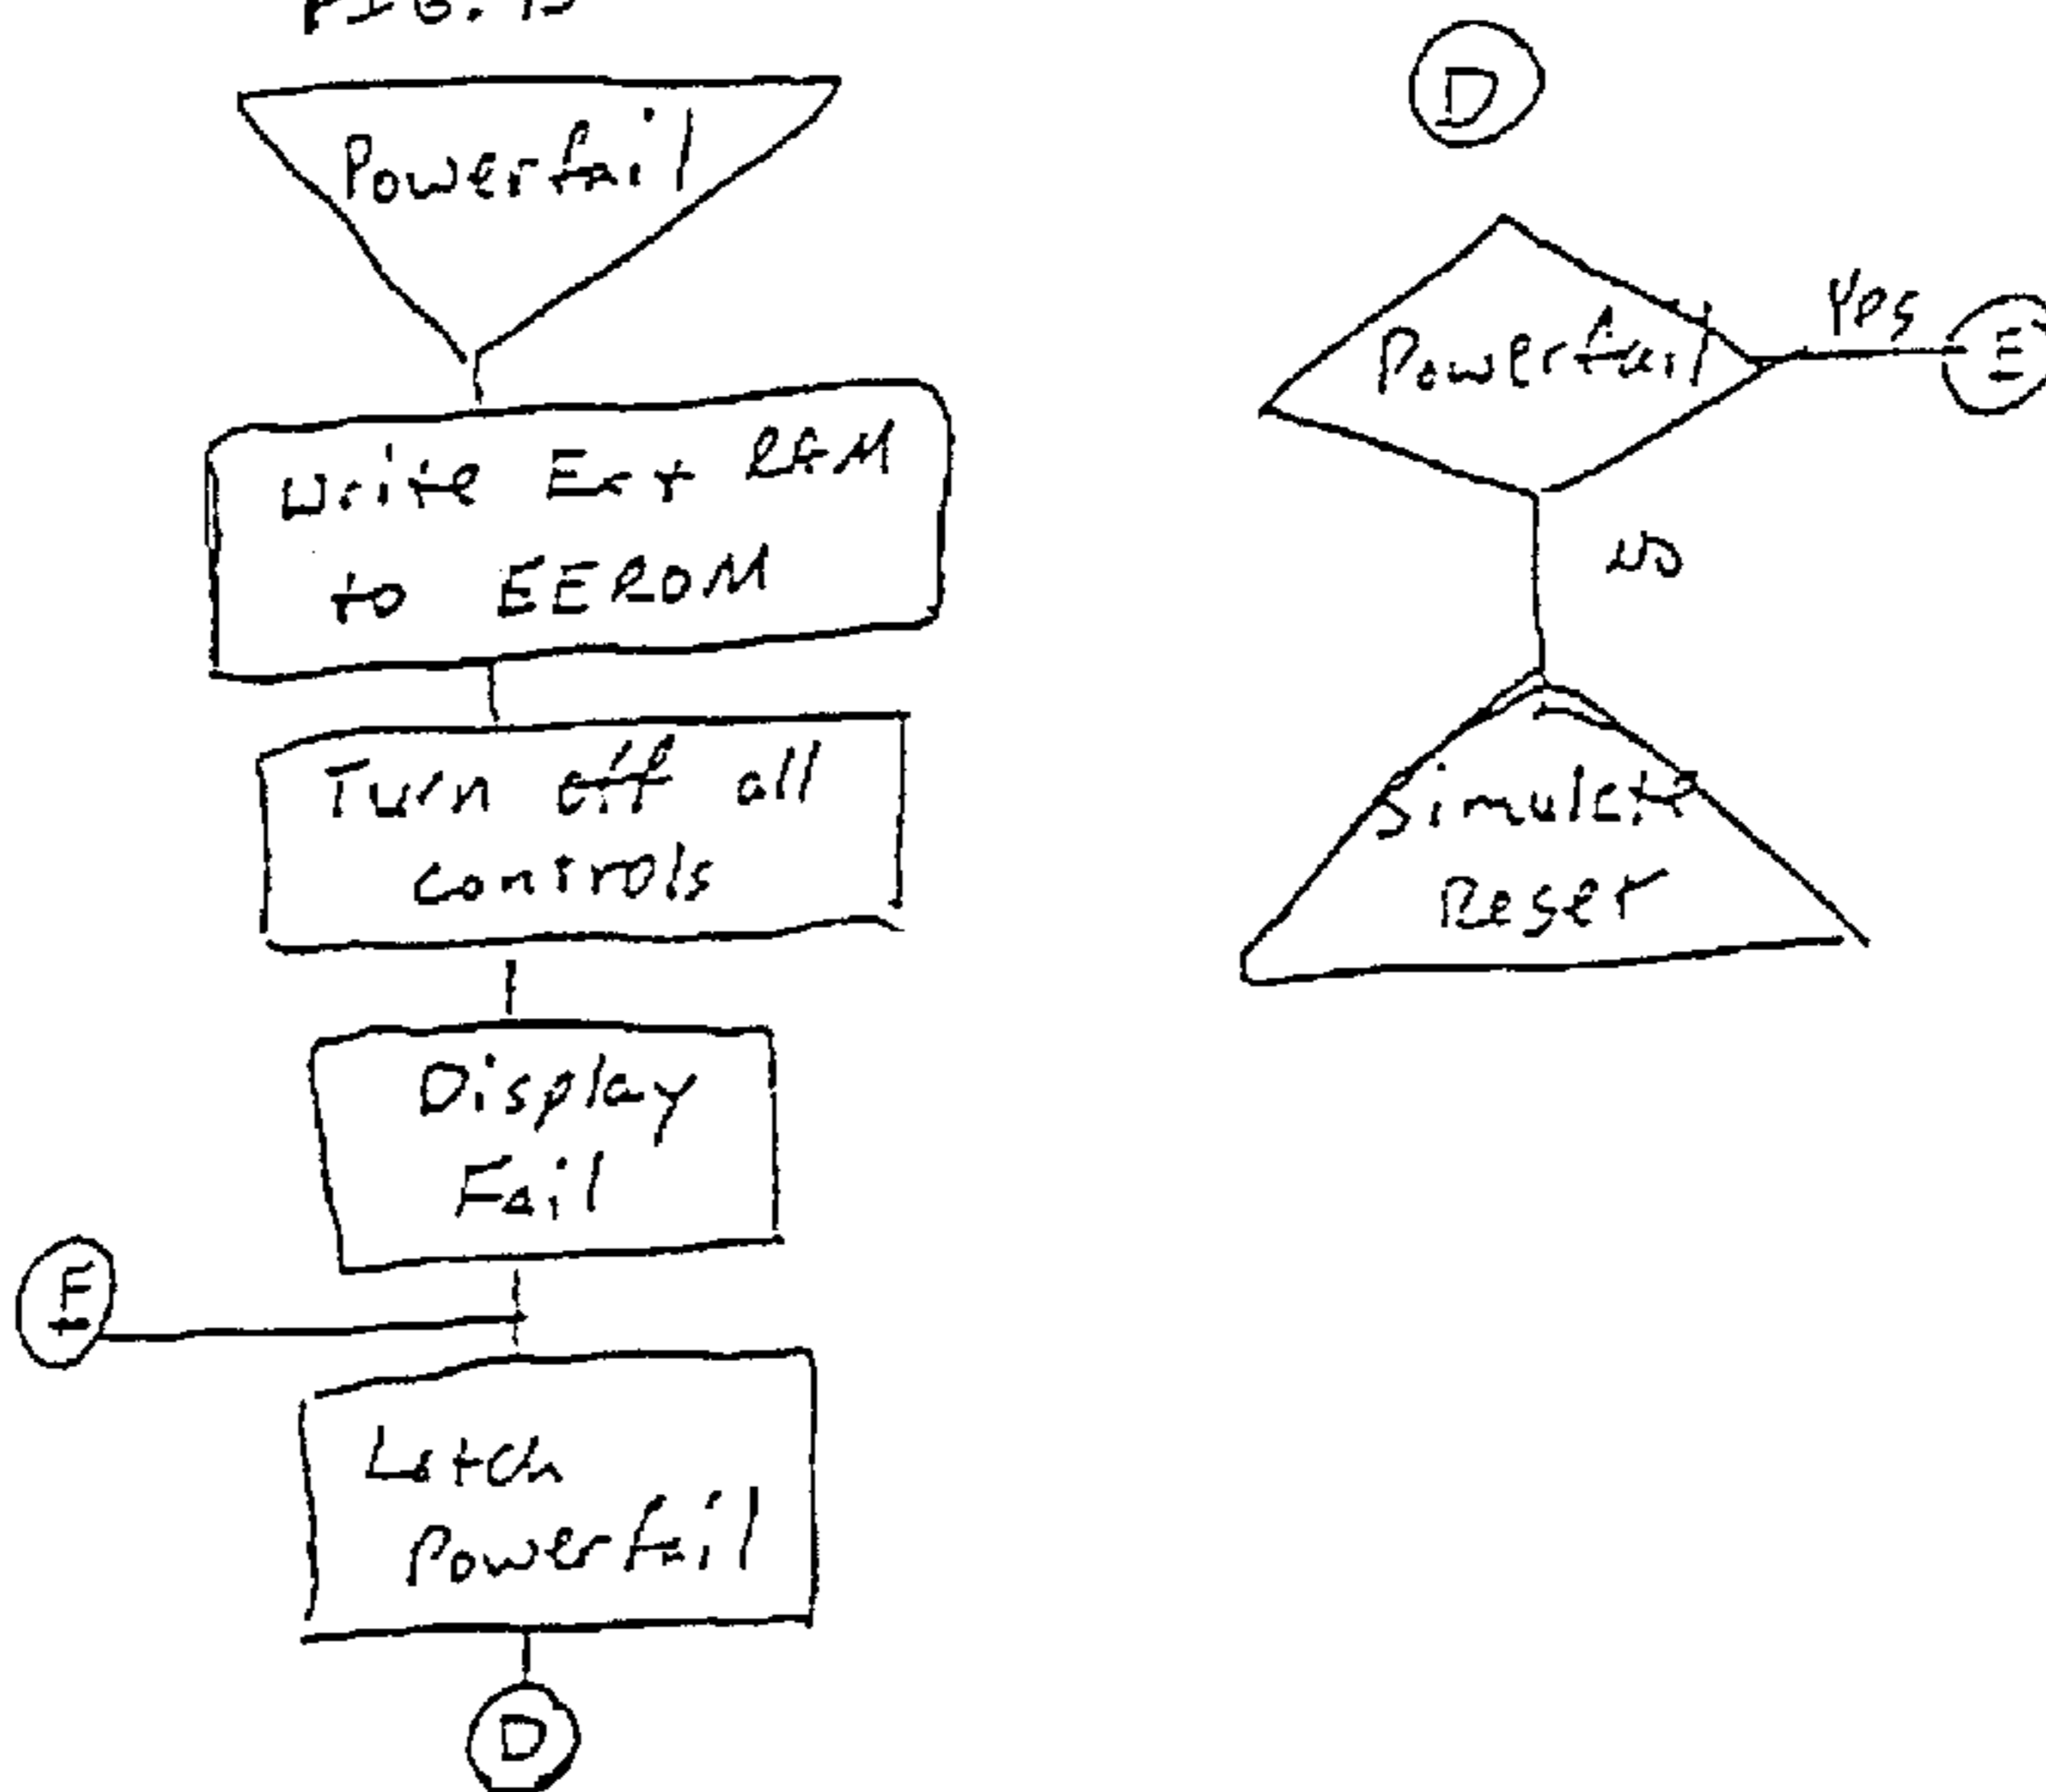 Powerfail
Write Ext RAM
to EEROM
Turn off all
controls
Display
Fail
E
Latch
Powerfail
D
D
Powerfail
Yes
E
NO
Simulate
Reset